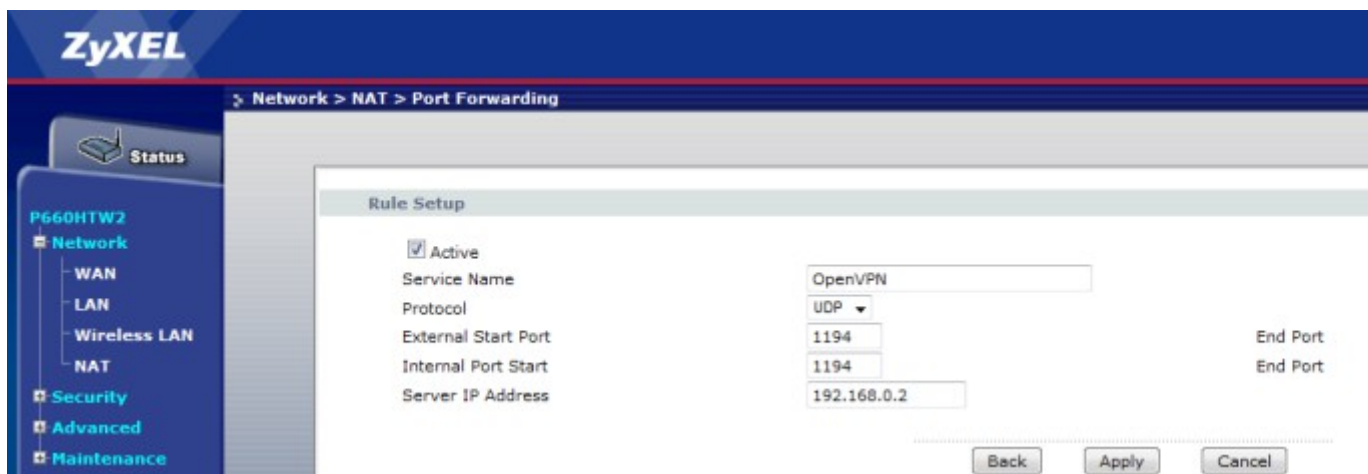 ZyXEL
Network > NAT > Port Forwarding
Status
P660HTW2
Network
WAN
LAN
Wireless LAN
NAT
Security
Advanced
Maintenance
Rule Setup
Active
Service Name OpenVPN
Protocol UDP
External Start Port 1194 End Port
Internal Port Start 1194 End Port
Server IP Address 192.168.0.2
Back Apply Cancel